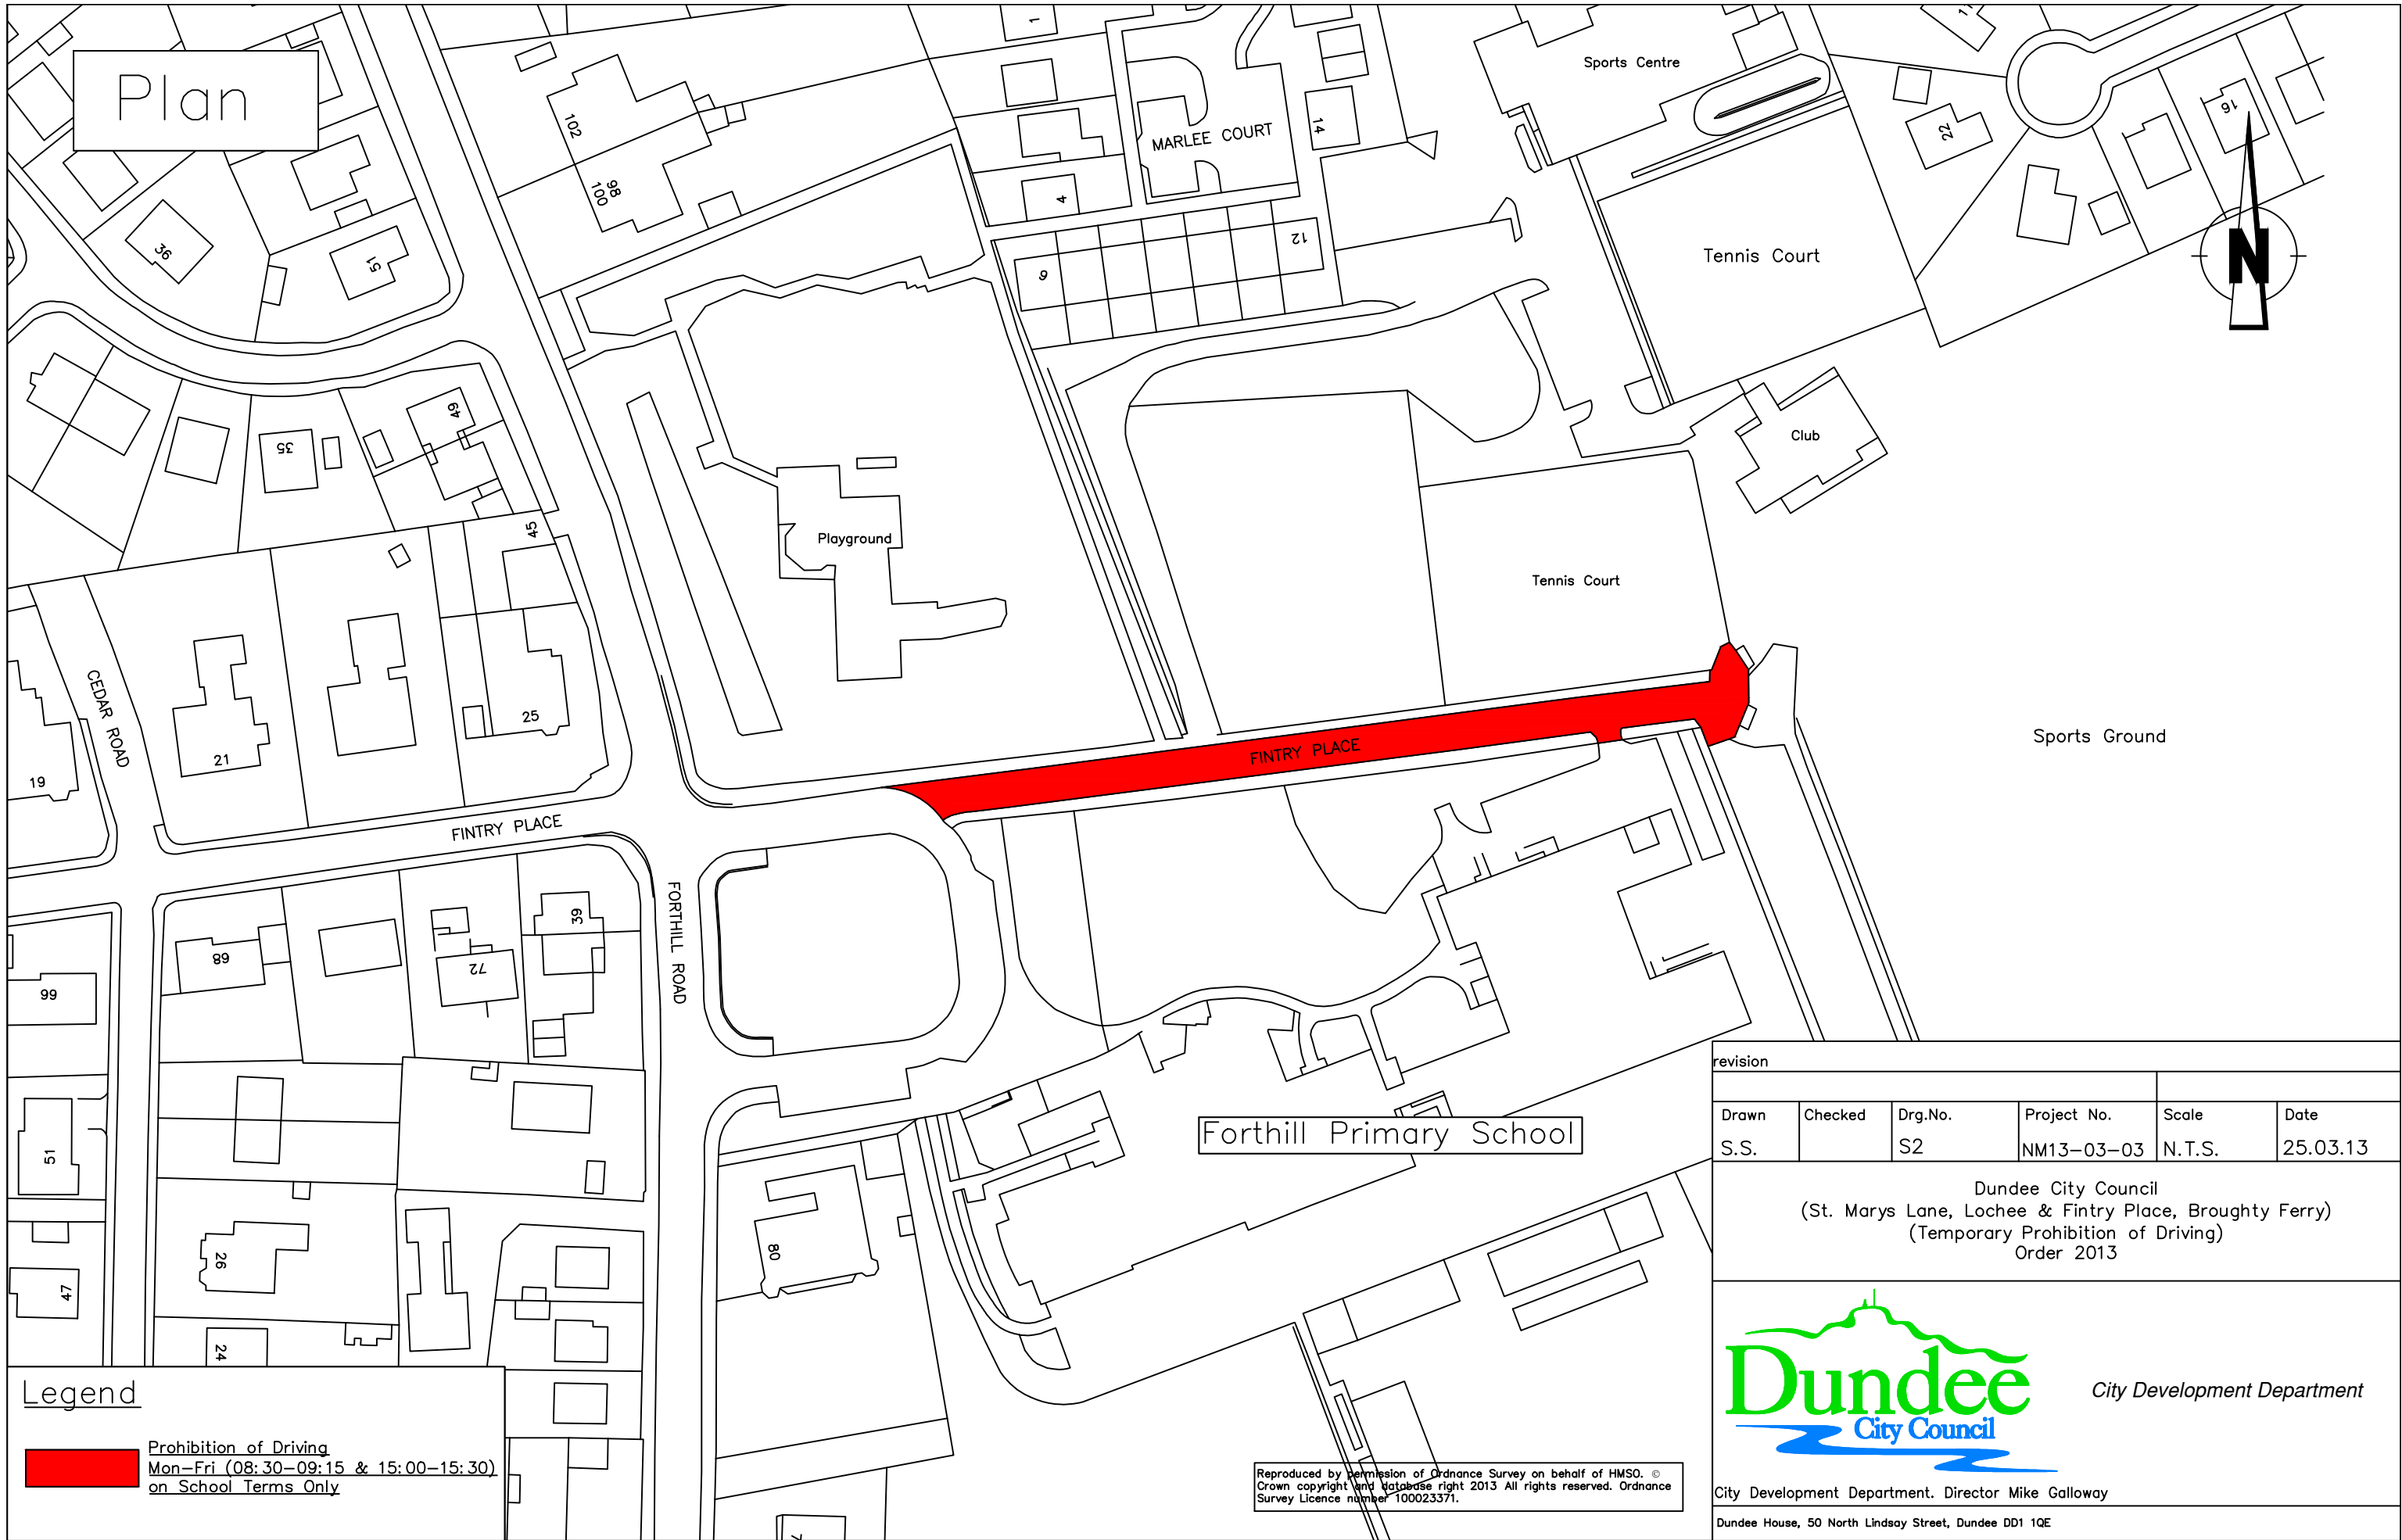 Plan
1
Sports Centre
11
102
MARLEE COURT
14
22
16
98
100
4
36
51
12
6
Tennis Court
N
49
35
Club
45
Playground
Tennis Court
CEDAR ROAD
25
21
19
Sports Ground
FINTRY PLACE
FINTRY PLACE
FORTHILL ROAD
39
68
72
66
Forthill Primary School
51
80
26
47
24
Legend
Prohibition of Driving
Mon-Fri (08:30-09:15 & 15:00-15:30)
on School Terms Only
Reproduced by permission of Ordnance Survey on behalf of HMSO. ©
Crown copyright and database right 2013 All rights reserved. Ordnance
Survey Licence number 100023371.
revision
Drawn Checked Drg.No. Project No. Scale Date
S.S. S2 NM13-03-03 N.T.S. 25.03.13
Dundee City Council
(St. Marys Lane, Lochee & Fintry Place, Broughty Ferry)
(Temporary Prohibition of Driving)
Order 2013
Dundee
City Council
City Development Department
City Development Department. Director Mike Galloway
Dundee House, 50 North Lindsay Street, Dundee DD1 1QE